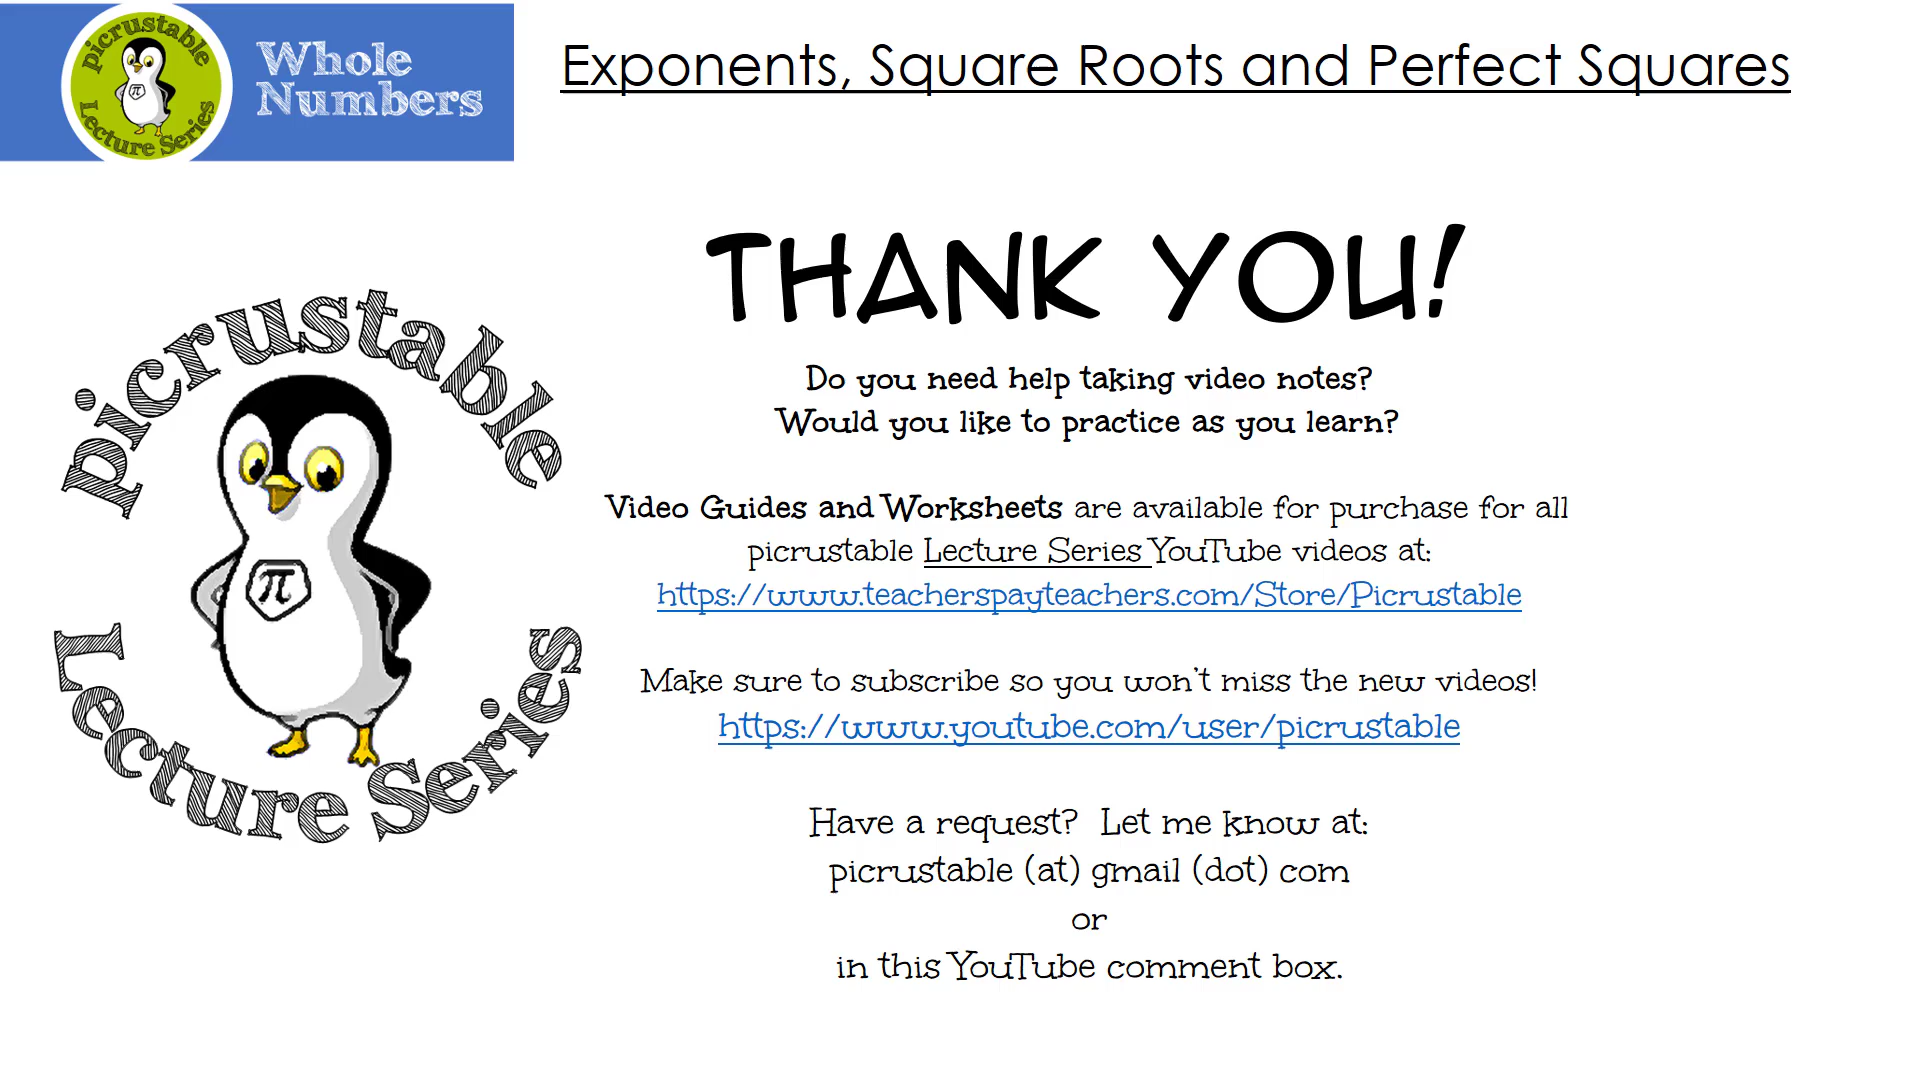 picrustable
Lecture Series
Whole
Numbers
Exponents, Square Roots and Perfect Squares
picrustable
π
Lecture Series
THANK YOU!
Do you need help taking video notes?
Would you like to practice as you learn?
Video Guides and Worksheets are available for purchase for all
picrustable Lecture Series YouTube videos at:
https://www.teacherspayteachers.com/Store/Picrustable
Make sure to subscribe so you won't miss the new videos!
https://www.youtube.com/user/picrustable
Have a request? Let me know at:
picrustable (at) gmail (dot) com
or
in this YouTube comment box.